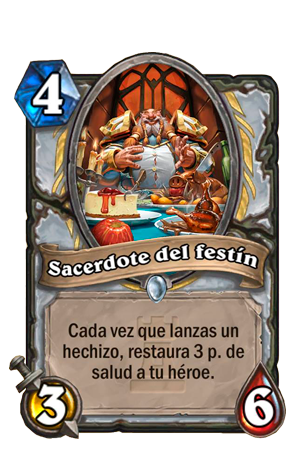 4
Sacerdote del festín
Cada vez que lanzas un
hechizo, restaura 3 p. de
salud a tu héroe.
3
6